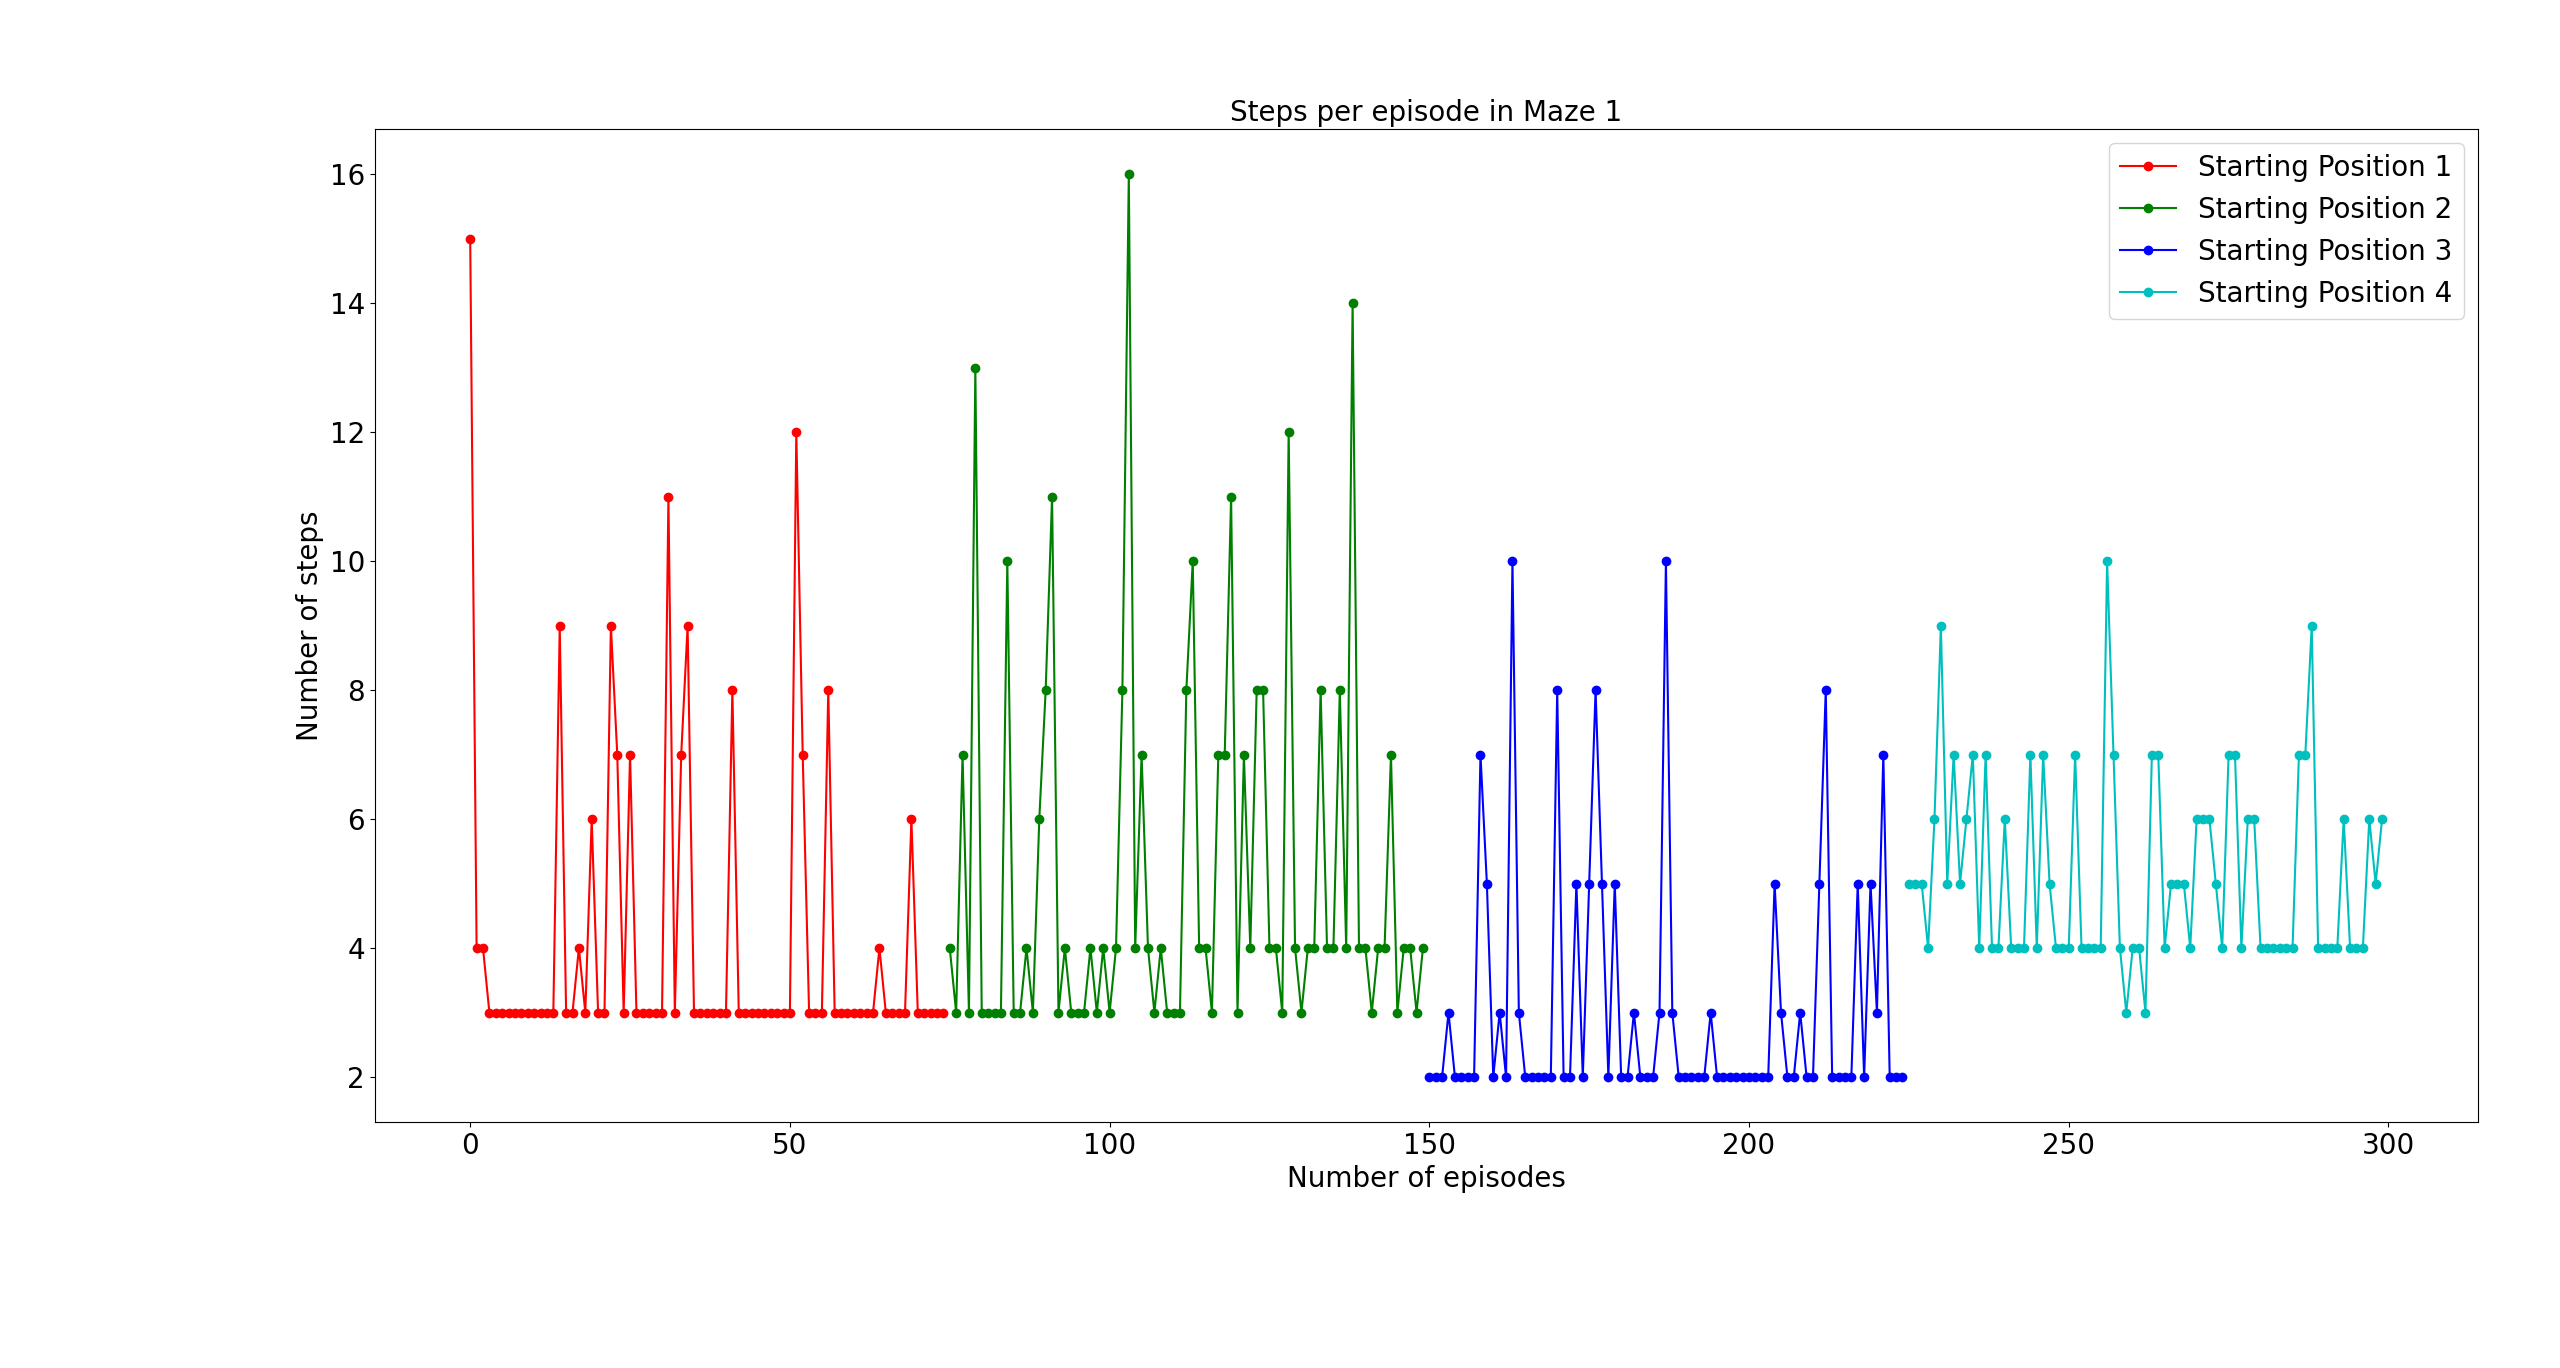 Steps per episode in Maze 1
Starting Position 1
Starting Position 2
Starting Position 3
Starting Position 4
16
14
12
10
8
6
4
2
Number of steps
0 50 100 150 200 250 300
Number of episodes